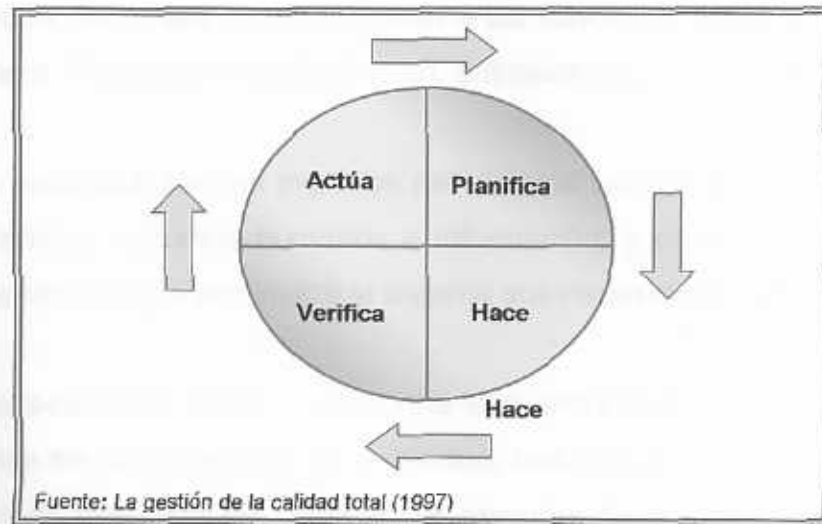 Actúa
Planifica
Verifica
Hace
Hace
Fuente: La gestión de la calidad total (1997)